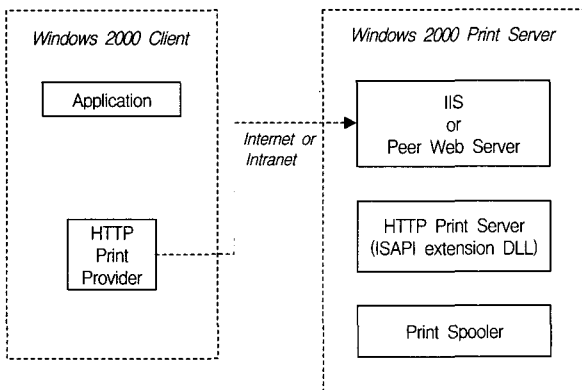 Windows 2000 Client
Application
HTTP
Print
Provider
Internet or
Intranet
Windows 2000 Print Server
IIS
or
Peer Web Server
HTTP Print Server
(ISAPI extension DLL)
Print Spooler